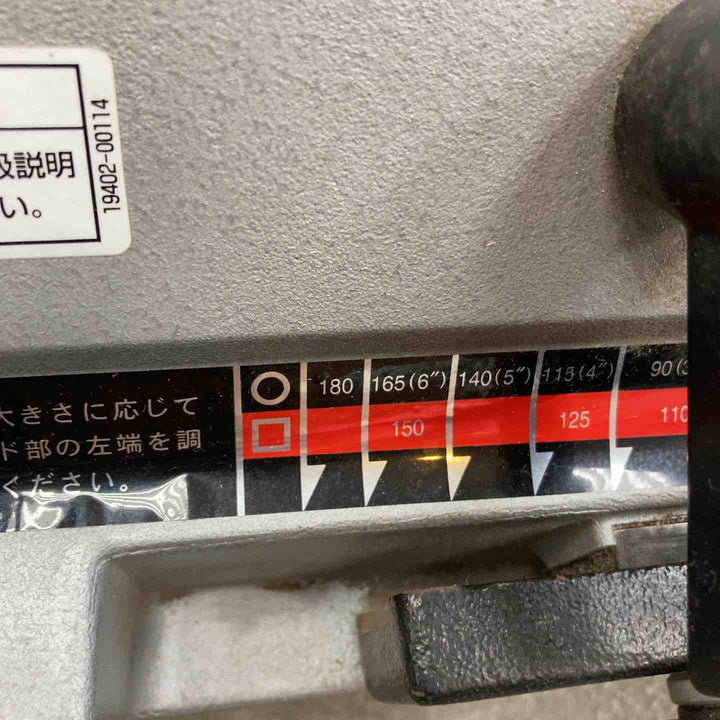 扱説明
い。
19402-00114
大きさに応じて
ド部の左端を調
ください。
180 165(6″) 140(5″) 115(4″) 90(3
150 125 110